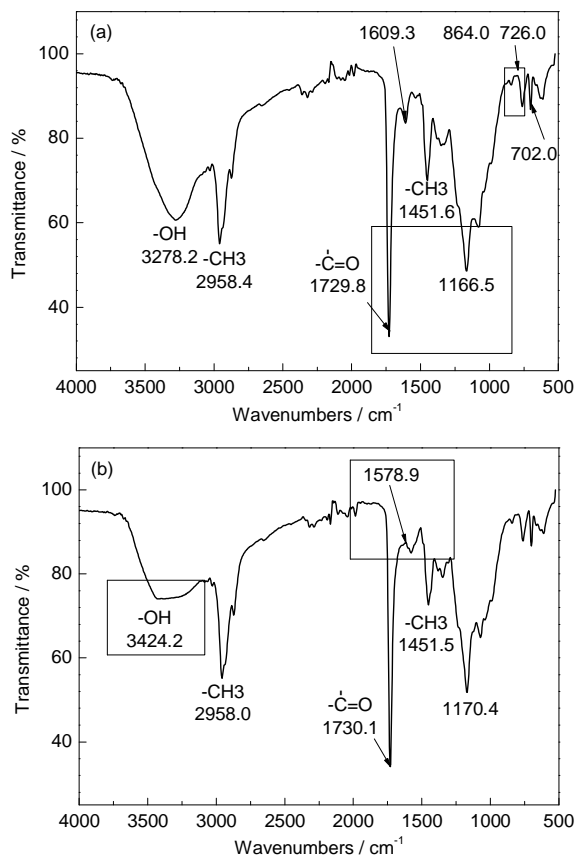 (a)
1609.3 864.0 726.0
702.0
-OH
3278.2
-CH3
2958.4
-C=O
1729.8
-CH3
1451.6
1166.5
100
80
60
40
Transmittance / %
4000 3500 3000 2500 2000 1500 1000 500
Wavenumbers / cm⁻¹
(b)
1578.9
-OH
3424.2
-CH3
2958.0
-C=O
1730.1
-CH3
1451.5
1170.4
100
80
60
40
Transmittance / %
4000 3500 3000 2500 2000 1500 1000 500
Wavenumbers / cm⁻¹